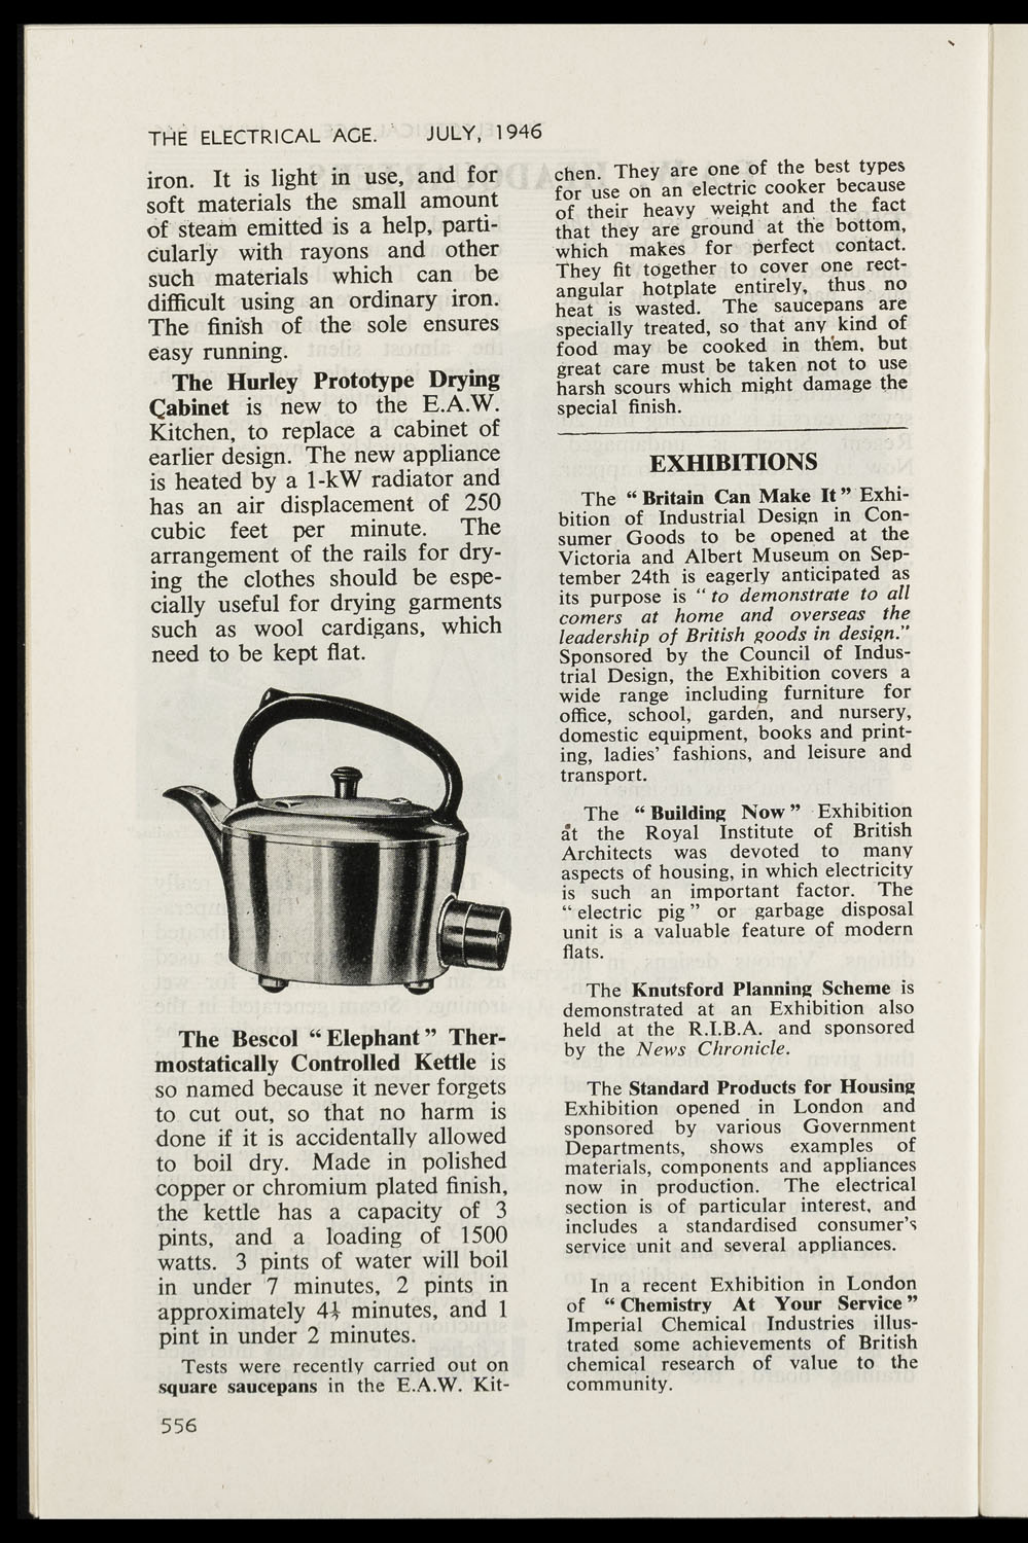 THE ELECTRICAL AGE. JULY, 1946
iron. It is light in use, and for
soft materials the small amount
of steam emitted is a help, parti-
cularly with rayons and other
such materials which can be
difficult using an ordinary iron.
The finish of the sole ensures
easy running.
The Hurley Prototype Drying
Cabinet is new to the E.A.W.
Kitchen, to replace a cabinet of
earlier design. The new appliance
is heated by a 1-kW radiator and
has an air displacement of 250
cubic feet per minute. The
arrangement of the rails for dry-
ing the clothes should be espe-
cially useful for drying garments
such as wool cardigans, which
need to be kept flat.
The Bescol “Elephant” Ther-
mostatically Controlled Kettle is
so named because it never forgets
to cut out, so that no harm is
done if it is accidentally allowed
to boil dry. Made in polished
copper or chromium plated finish,
the kettle has a capacity of 3
pints, and a loading of 1500
watts. 3 pints of water will boil
in under 7 minutes, 2 pints in
approximately minutes, and 1
pint in under 2 minutes.
Tests were recently carried out on
square saucepans in the E.A.W. Kit-
556
chen. They are one of the best types
for use on an electric cooker because
of their heavy weight and the fact
that they are ground at the bottom,
which makes for perfect contact.
They fit together to cover one rect-
angular hotplate entirely, thus no
heat is wasted. The saucepans are
specially treated, so that any kind of
food may be cooked in them, but
great care must be taken not to use
harsh scours which might damage the
special finish.
EXHIBITIONS
The “Britain Can Make It” Exhi-
bition of Industrial Design in Con-
sumer Goods to be opened at the
Victoria and Albert Museum on Sep-
tember 24th is eagerly anticipated as
its purpose is “to demonstrate to all
comers at home and overseas the
leadership of British goods in design.”
Sponsored by the Council of Indus-
trial Design, the Exhibition covers a
wide range including furniture for
office, school, garden, and nursery,
domestic equipment, books and print-
ing, ladies’ fashions, and leisure and
transport.
The “Building Now” Exhibition
at the Royal Institute of British
Architects was devoted to many
aspects of housing, in which electricity
is such an important factor. The
“electric pig” or garbage disposal
unit is a valuable feature of modern
flats.
The Knutsford Planning Scheme is
demonstrated at an Exhibition also
held at the R.I.B.A. and sponsored
by the News Chronicle.
The Standard Products for Housing
Exhibition opened in London and
sponsored by various Government
Departments, shows examples of
materials, components and appliances
now in production. The electrical
section is of particular interest, and
includes a standardised consumer’s
service unit and several appliances.
In a recent Exhibition in London
of “Chemistry At Your Service”
Imperial Chemical Industries illus-
trated some achievements of British
chemical research of value to the
community.